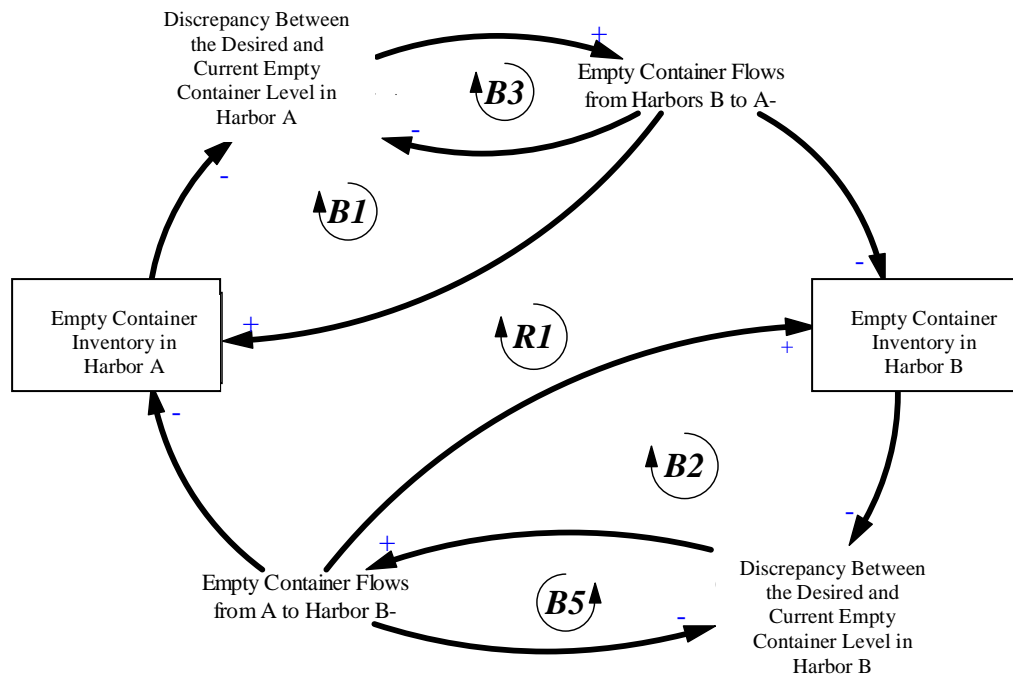 Discrepancy Between
the Desired and
Current Empty
Container Level in
Harbor A
+
B3
Empty Container Flows
from Harbors B to A-
-
-
B1
-
Empty Container
Inventory in
Harbor A
+
R1
+
Empty Container
Inventory in
Harbor B
-
B2
-
+
Empty Container Flows
from A to Harbor B-
B5
-
Discrepancy Between
the Desired and
Current Empty
Container Level in
Harbor B